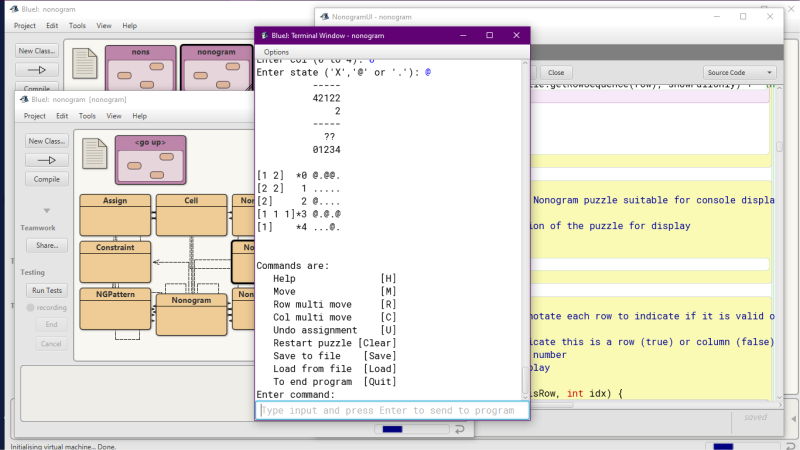 BlueJ: nonogram
Project Edit Tools View Help
New Class...
Compile
nons
nonogram
BlueJ: nonogram [nonogram]
Project Edit Tools View Help
New Class...
Compile
Teamwork
Share...
Testing
Run Tests
recording
End
Cancel
<go up>
Assign
Cell
Constraint
NGPattern
Nonogram
Initialising virtual machine... Done.
NonogramUI - nonogram
Close
Source Code
Nonogram puzzle suitable for console displa
ion of the puzzle for display
notate each row to indicate if it is valid o
icate this is a row (true) or column (false)
number
play
isRow, int idx) {
saved
BlueJ: Terminal Window - nonogram
Options
Enter col (0 to 4): 0
Enter state ('X','@' or '.'): @
-----
42122
2
-----
??
01234
[1 2] *0 @.@@.
[2 2] 1 .....
[2] 2 @....
[1 1 1]*3 @.@.@
[1] *4 ...@.
Commands are:
Help [H]
Move [M]
Row multi move [R]
Col multi move [C]
Undo assignment [U]
Restart puzzle [Clear]
Save to file [Save]
Load from file [Load]
To end program [Quit]
Enter command:
Type input and press Enter to send to program